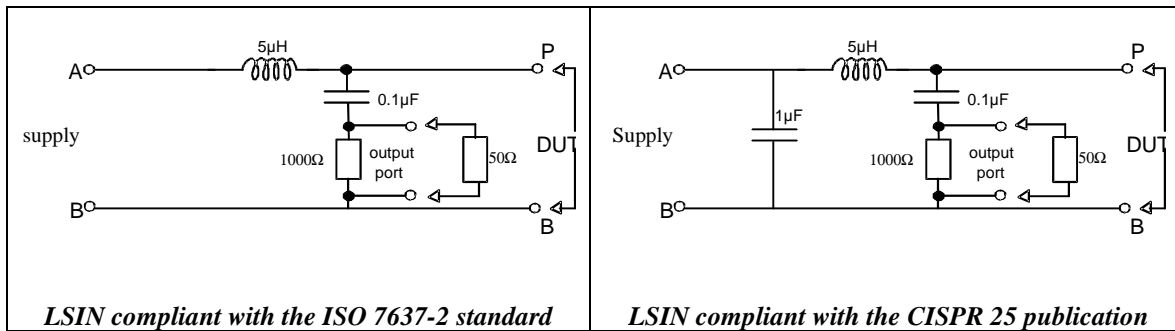 5µH
A
P
0.1µF
supply
1000Ω
output
port
50Ω
DUT
B
B
LSIN compliant with the ISO 7637-2 standard
5µH
A
P
0.1µF
1µF
Supply
1000Ω
output
port
50Ω
DUT
B
B
LSIN compliant with the CISPR 25 publication